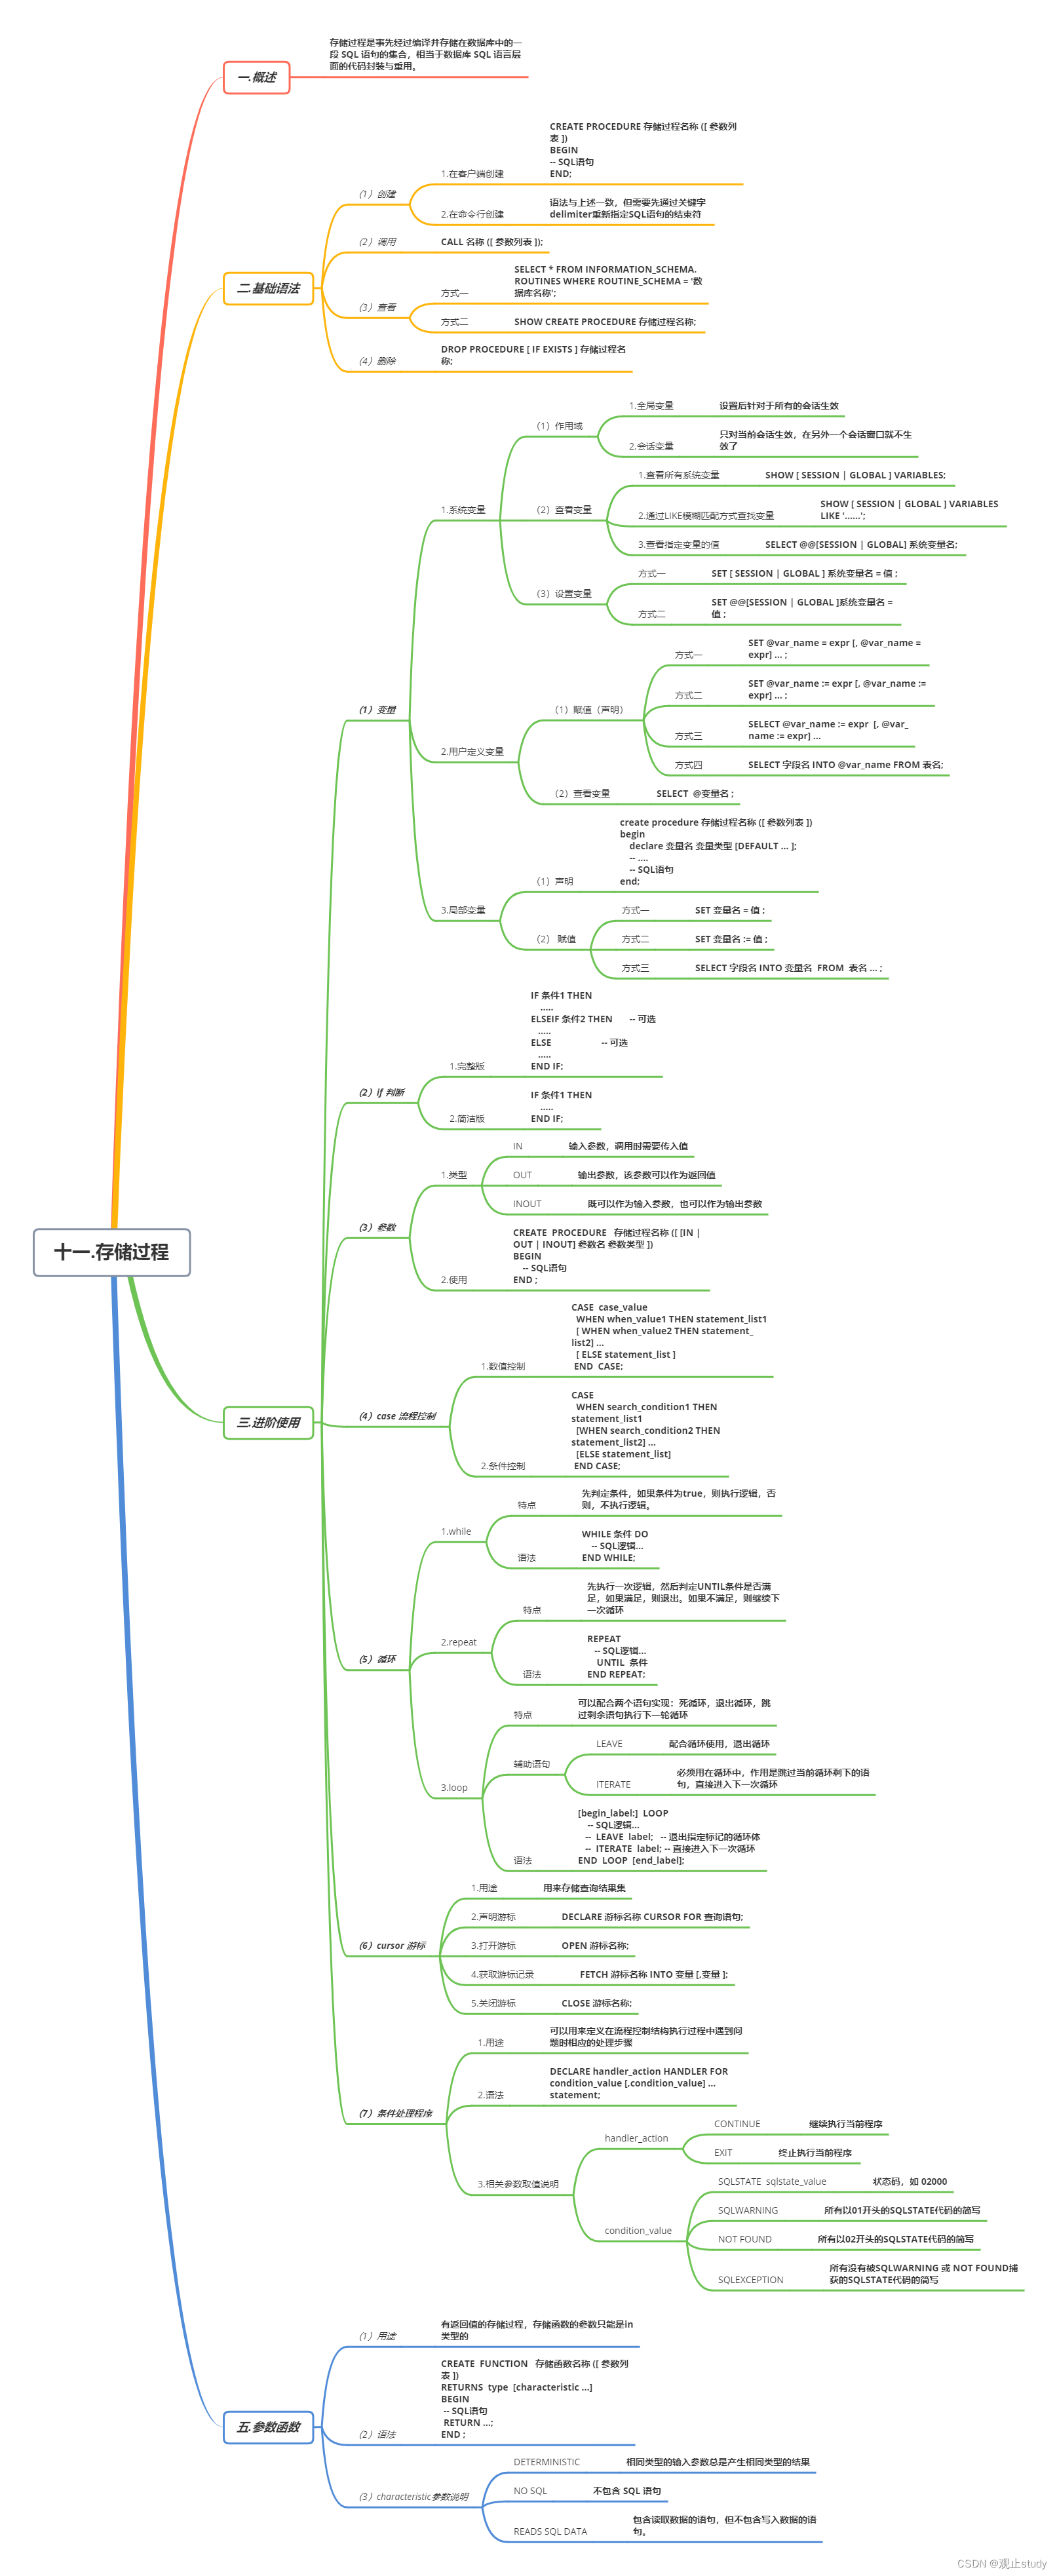 十一.存储过程
一.概述
存储过程是事先经过编译并存储在数据库中的一
段 SQL 语句的集合，相当于数据库 SQL 语言层
面的代码封装与重用。
二.基础语法
（1）创建
1.在客户端创建
CREATE PROCEDURE 存储过程名称 ([ 参数列
表 ])
BEGIN
-- SQL语句
END;
2.在命令行创建
语法与上述一致，但需要先通过关键字
delimiter重新指定SQL语句的结束符
（2）调用
CALL 名称 ([ 参数列表 ]);
（3）查看
方式一
SELECT * FROM INFORMATION_SCHEMA.
ROUTINES WHERE ROUTINE_SCHEMA = '数
据库名称';
方式二
SHOW CREATE PROCEDURE 存储过程名称;
（4）删除
DROP PROCEDURE [ IF EXISTS ] 存储过程名
称;
三.进阶使用
（1）变量
1.系统变量
（1）作用域
1.全局变量
设置后针对于所有的会话生效
2.会话变量
只对当前会话生效，在另外一个会话窗口就不生
效了
（2）查看变量
1.查看所有系统变量
SHOW [ SESSION | GLOBAL ] VARIABLES;
2.通过LIKE模糊匹配方式查找变量
SHOW [ SESSION | GLOBAL ] VARIABLES
LIKE '......';
3.查看指定变量的值
SELECT @@[SESSION | GLOBAL] 系统变量名;
（3）设置变量
方式一
SET [ SESSION | GLOBAL ] 系统变量名 = 值 ;
方式二
SET @@[SESSION | GLOBAL ]系统变量名 =
值 ;
2.用户定义变量
（1）赋值（声明）
方式一
SET @var_name = expr [, @var_name =
expr] ... ;
方式二
SET @var_name := expr [, @var_name :=
expr] ... ;
方式三
SELECT @var_name := expr [, @var_
name := expr] ...
方式四
SELECT 字段名 INTO @var_name FROM 表名;
（2）查看变量
SELECT @变量名 ;
3.局部变量
（1）声明
create procedure 存储过程名称 ([ 参数列表 ])
begin
declare 变量名 变量类型 [DEFAULT ... ];
-- ....
-- SQL语句
end;
（2） 赋值
方式一
SET 变量名 = 值 ;
方式二
SET 变量名 := 值 ;
方式三
SELECT 字段名 INTO 变量名 FROM 表名 ... ;
（2）if 判断
1.完整版
IF 条件1 THEN
.....
ELSEIF 条件2 THEN -- 可选
.....
ELSE -- 可选
.....
END IF;
2.简洁版
IF 条件1 THEN
.....
END IF;
（3）参数
1.类型
IN
输入参数，调用时需要传入值
OUT
输出参数，该参数可以作为返回值
INOUT
既可以作为输入参数，也可以作为输出参数
2.使用
CREATE PROCEDURE 存储过程名称 ([ [IN |
OUT | INOUT] 参数名 参数类型 ])
BEGIN
-- SQL语句
END ;
（4）case 流程控制
1.数值控制
CASE case_value
WHEN when_value1 THEN statement_list1
[ WHEN when_value2 THEN statement_
list2] ...
[ ELSE statement_list ]
END CASE;
2.条件控制
CASE
WHEN search_condition1 THEN
statement_list1
[WHEN search_condition2 THEN
statement_list2] ...
[ELSE statement_list]
END CASE;
（5）循环
1.while
特点
先判定条件，如果条件为true，则执行逻辑，否
则，不执行逻辑。
语法
WHILE 条件 DO
-- SQL逻辑...
END WHILE;
2.repeat
特点
先执行一次逻辑，然后判定UNTIL条件是否满
足，如果满足，则退出。如果不满足，则继续下
一次循环
语法
REPEAT
-- SQL逻辑...
UNTIL 条件
END REPEAT;
3.loop
特点
可以配合两个语句实现：死循环，退出循环，跳
过剩余语句执行下一轮循环
辅助语句
LEAVE
配合循环使用，退出循环
ITERATE
必须用在循环中，作用是跳过当前循环剩下的语
句，直接进入下一次循环
语法
[begin_label:] LOOP
-- SQL逻辑...
-- LEAVE label; -- 退出指定标记的循环体
-- ITERATE label; -- 直接进入下一次循环
END LOOP [end_label];
（6）cursor 游标
1.用途
用来存储查询结果集
2.声明游标
DECLARE 游标名称 CURSOR FOR 查询语句;
3.打开游标
OPEN 游标名称;
4.获取游标记录
FETCH 游标名称 INTO 变量 [,变量 ];
5.关闭游标
CLOSE 游标名称;
（7）条件处理程序
1.用途
可以用来定义在流程控制结构执行过程中遇到问
题时相应的处理步骤
2.语法
DECLARE handler_action HANDLER FOR
condition_value [,condition_value] ...
statement;
3.相关参数取值说明
handler_action
CONTINUE
继续执行当前程序
EXIT
终止执行当前程序
condition_value
SQLSTATE sqlstate_value
状态码，如 02000
SQLWARNING
所有以01开头的SQLSTATE代码的简写
NOT FOUND
所有以02开头的SQLSTATE代码的简写
SQLEXCEPTION
所有没有被SQLWARNING 或 NOT FOUND捕
获的SQLSTATE代码的简写
五.参数函数
（1）用途
有返回值的存储过程，存储函数的参数只能是in
类型的
（2）语法
CREATE FUNCTION 存储函数名称 ([ 参数列
表 ])
RETURNS type [characteristic ...]
BEGIN
-- SQL语句
RETURN ...;
END ;
（3）characteristic参数说明
DETERMINISTIC
相同类型的输入参数总是产生相同类型的结果
NO SQL
不包含 SQL 语句
READS SQL DATA
包含读取数据的语句，但不包含写入数据的语
句。
CSDN @观止study